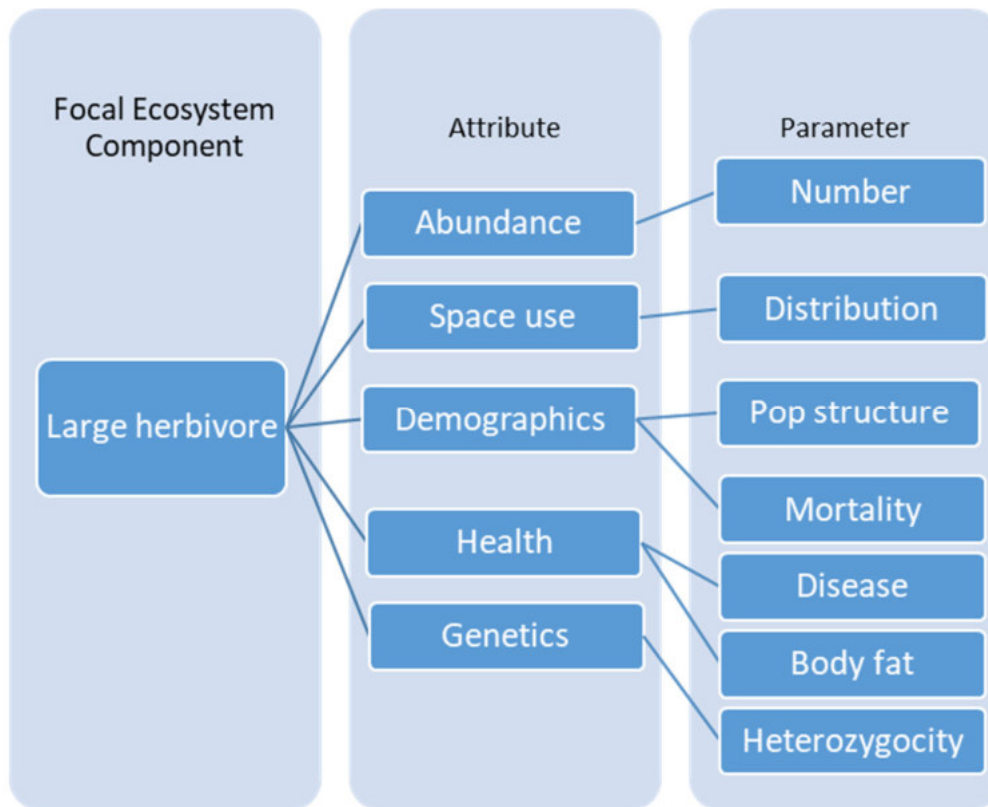 Focal Ecosystem
Component
Large herbivore
Attribute
Abundance
Space use
Demographics
Health
Genetics
Parameter
Number
Distribution
Pop structure
Mortality
Disease
Body fat
Heterozygocity